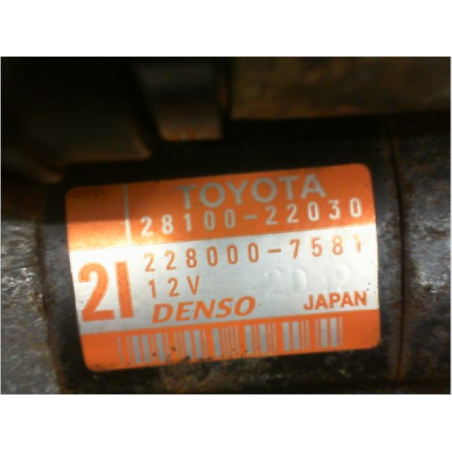 TOYOTA
28100-22030
228000-7581
21 12V
DENSO JAPAN